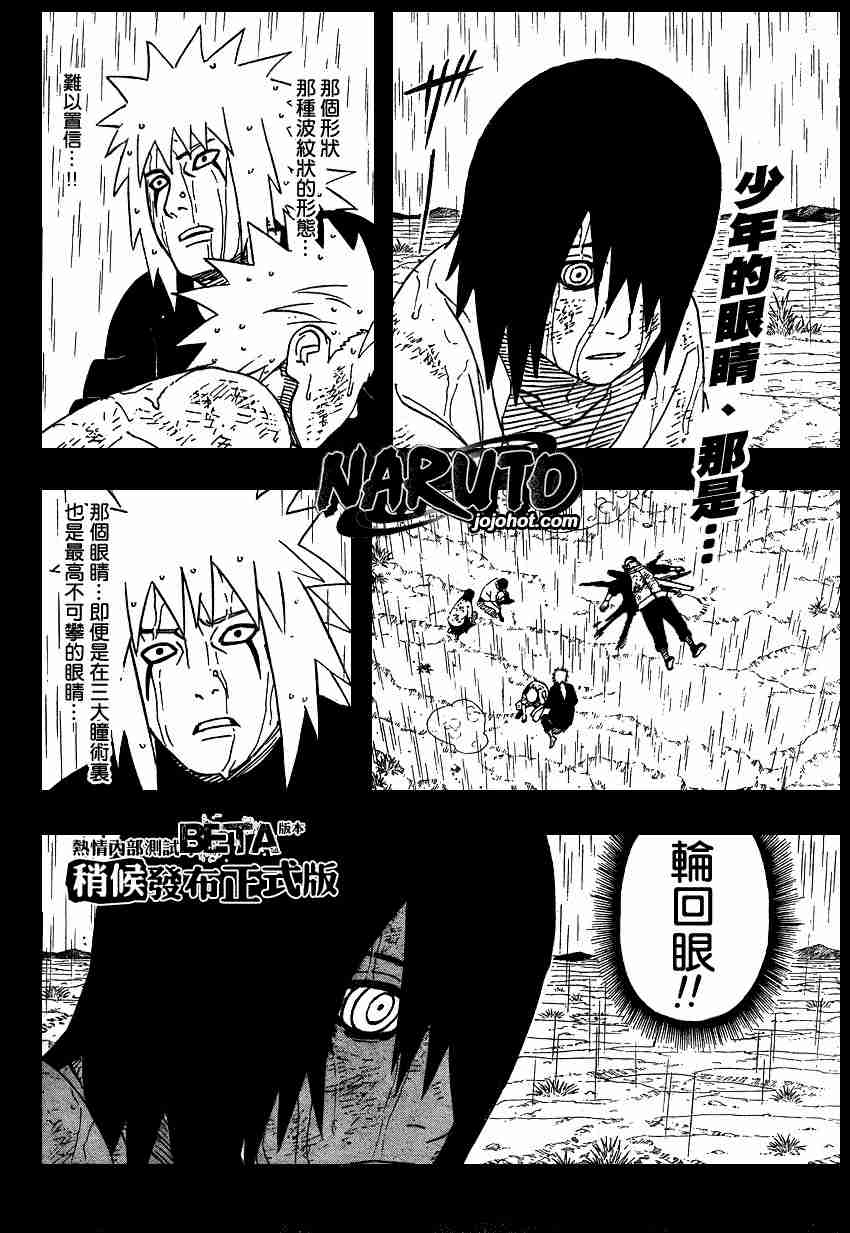 少年的眼睛、那是…
那個形狀
那種波紋狀的形態…
難以置信…!!
NARUTO
jojohot.com
那個眼睛…即便是在三大瞳術裏
也是最高不可攀的眼睛…
熱情內部測試BETA版本
稍候發布正式版
輪回眼!!